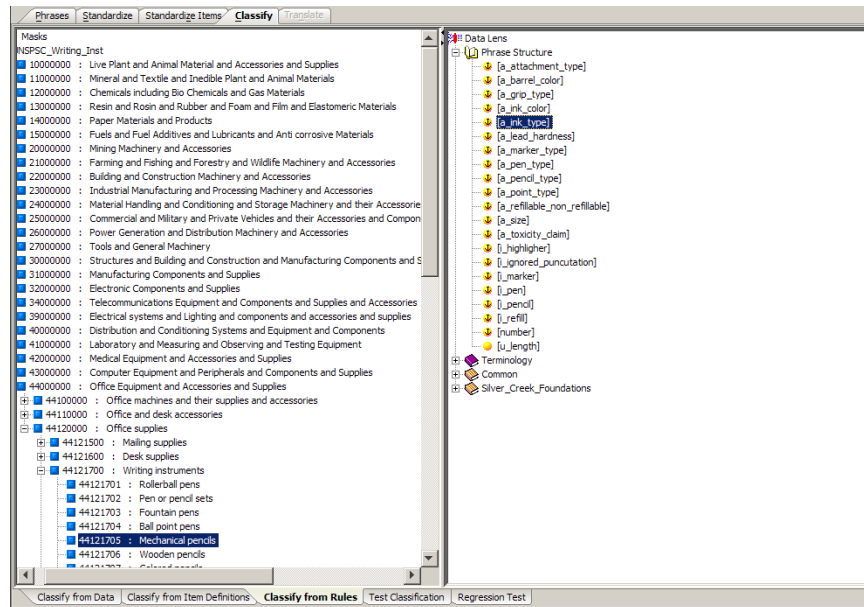 Phrases Standardize Standardize Items Classify Translate
Masks
INSPSC_Writing_Inst
10000000 : Live Plant and Animal Material and Accessories and Supplies
11000000 : Mineral and Textile and Inedible Plant and Animal Materials
12000000 : Chemicals including Bio Chemicals and Gas Materials
13000000 : Resin and Rosin and Rubber and Foam and Film and Elastomeric Materials
14000000 : Paper Materials and Products
15000000 : Fuels and Fuel Additives and Lubricants and Anti corrosive Materials
20000000 : Mining Machinery and Accessories
21000000 : Farming and Fishing and Forestry and Wildlife Machinery and Accessories
22000000 : Building and Construction Machinery and Accessories
23000000 : Industrial Manufacturing and Processing Machinery and Accessories
24000000 : Material Handling and Conditioning and Storage Machinery and their Accessorie
25000000 : Commercial and Military and Private Vehicles and their Accessories and Compon
26000000 : Power Generation and Distribution Machinery and Accessories
27000000 : Tools and General Machinery
30000000 : Structures and Building and Construction and Manufacturing Components and S
31000000 : Manufacturing Components and Supplies
32000000 : Electronic Components and Supplies
34000000 : Telecommunications Equipment and Components and Supplies and Accessories
39000000 : Electrical systems and Lighting and components and accessories and supplies
40000000 : Distribution and Conditioning Systems and Equipment and Components
41000000 : Laboratory and Measuring and Observing and Testing Equipment
42000000 : Medical Equipment and Accessories and Supplies
43000000 : Computer Equipment and Peripherals and Components and Supplies
44000000 : Office Equipment and Accessories and Supplies
44100000 : Office machines and their supplies and accessories
44110000 : Office and desk accessories
44120000 : Office supplies
44121500 : Mailing supplies
44121600 : Desk supplies
44121700 : Writing instruments
44121701 : Rollerball pens
44121702 : Pen or pencil sets
44121703 : Fountain pens
44121704 : Ball point pens
44121705 : Mechanical pencils
44121706 : Wooden pencils
Data Lens
Phrase Structure
[a_attachment_type]
[a_barrel_color]
[a_grip_type]
[a_ink_color]
[a_ink_type]
[a_lead_hardness]
[a_marker_type]
[a_pen_type]
[a_pencil_type]
[a_point_type]
[a_refillable_non_refillable]
[a_size]
[a_toxicity_claim]
[i_highligher]
[i_ignored_puncutation]
[i_marker]
[i_pen]
[i_pencil]
[i_refill]
[number]
[u_length]
Terminology
Common
Silver_Creek_Foundations
Classify from Data Classify from Item Definitions Classify from Rules Test Classification Regression Test